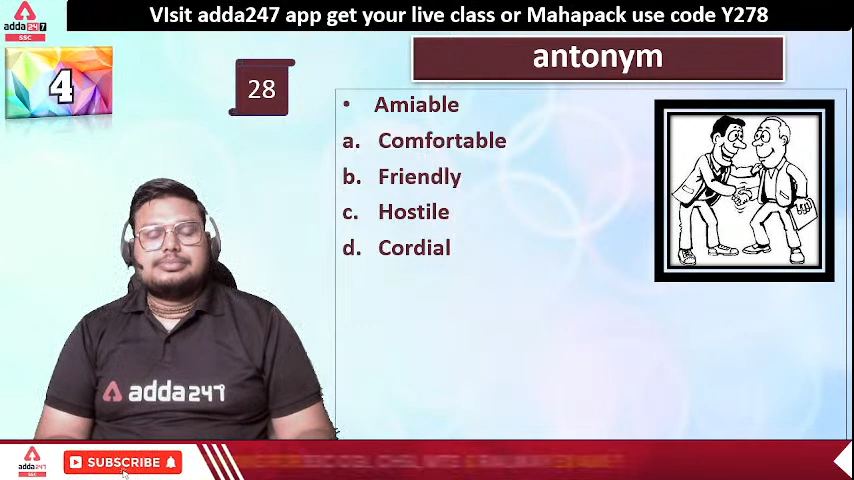 VIsit adda247 app get your live class or Mahapack use code Y278
adda247
SSC
antonym
4
28
• Amiable
a. Comfortable
b. Friendly
c. Hostile
d. Cordial
adda247
adda247
SSC
SUBSCRIBE